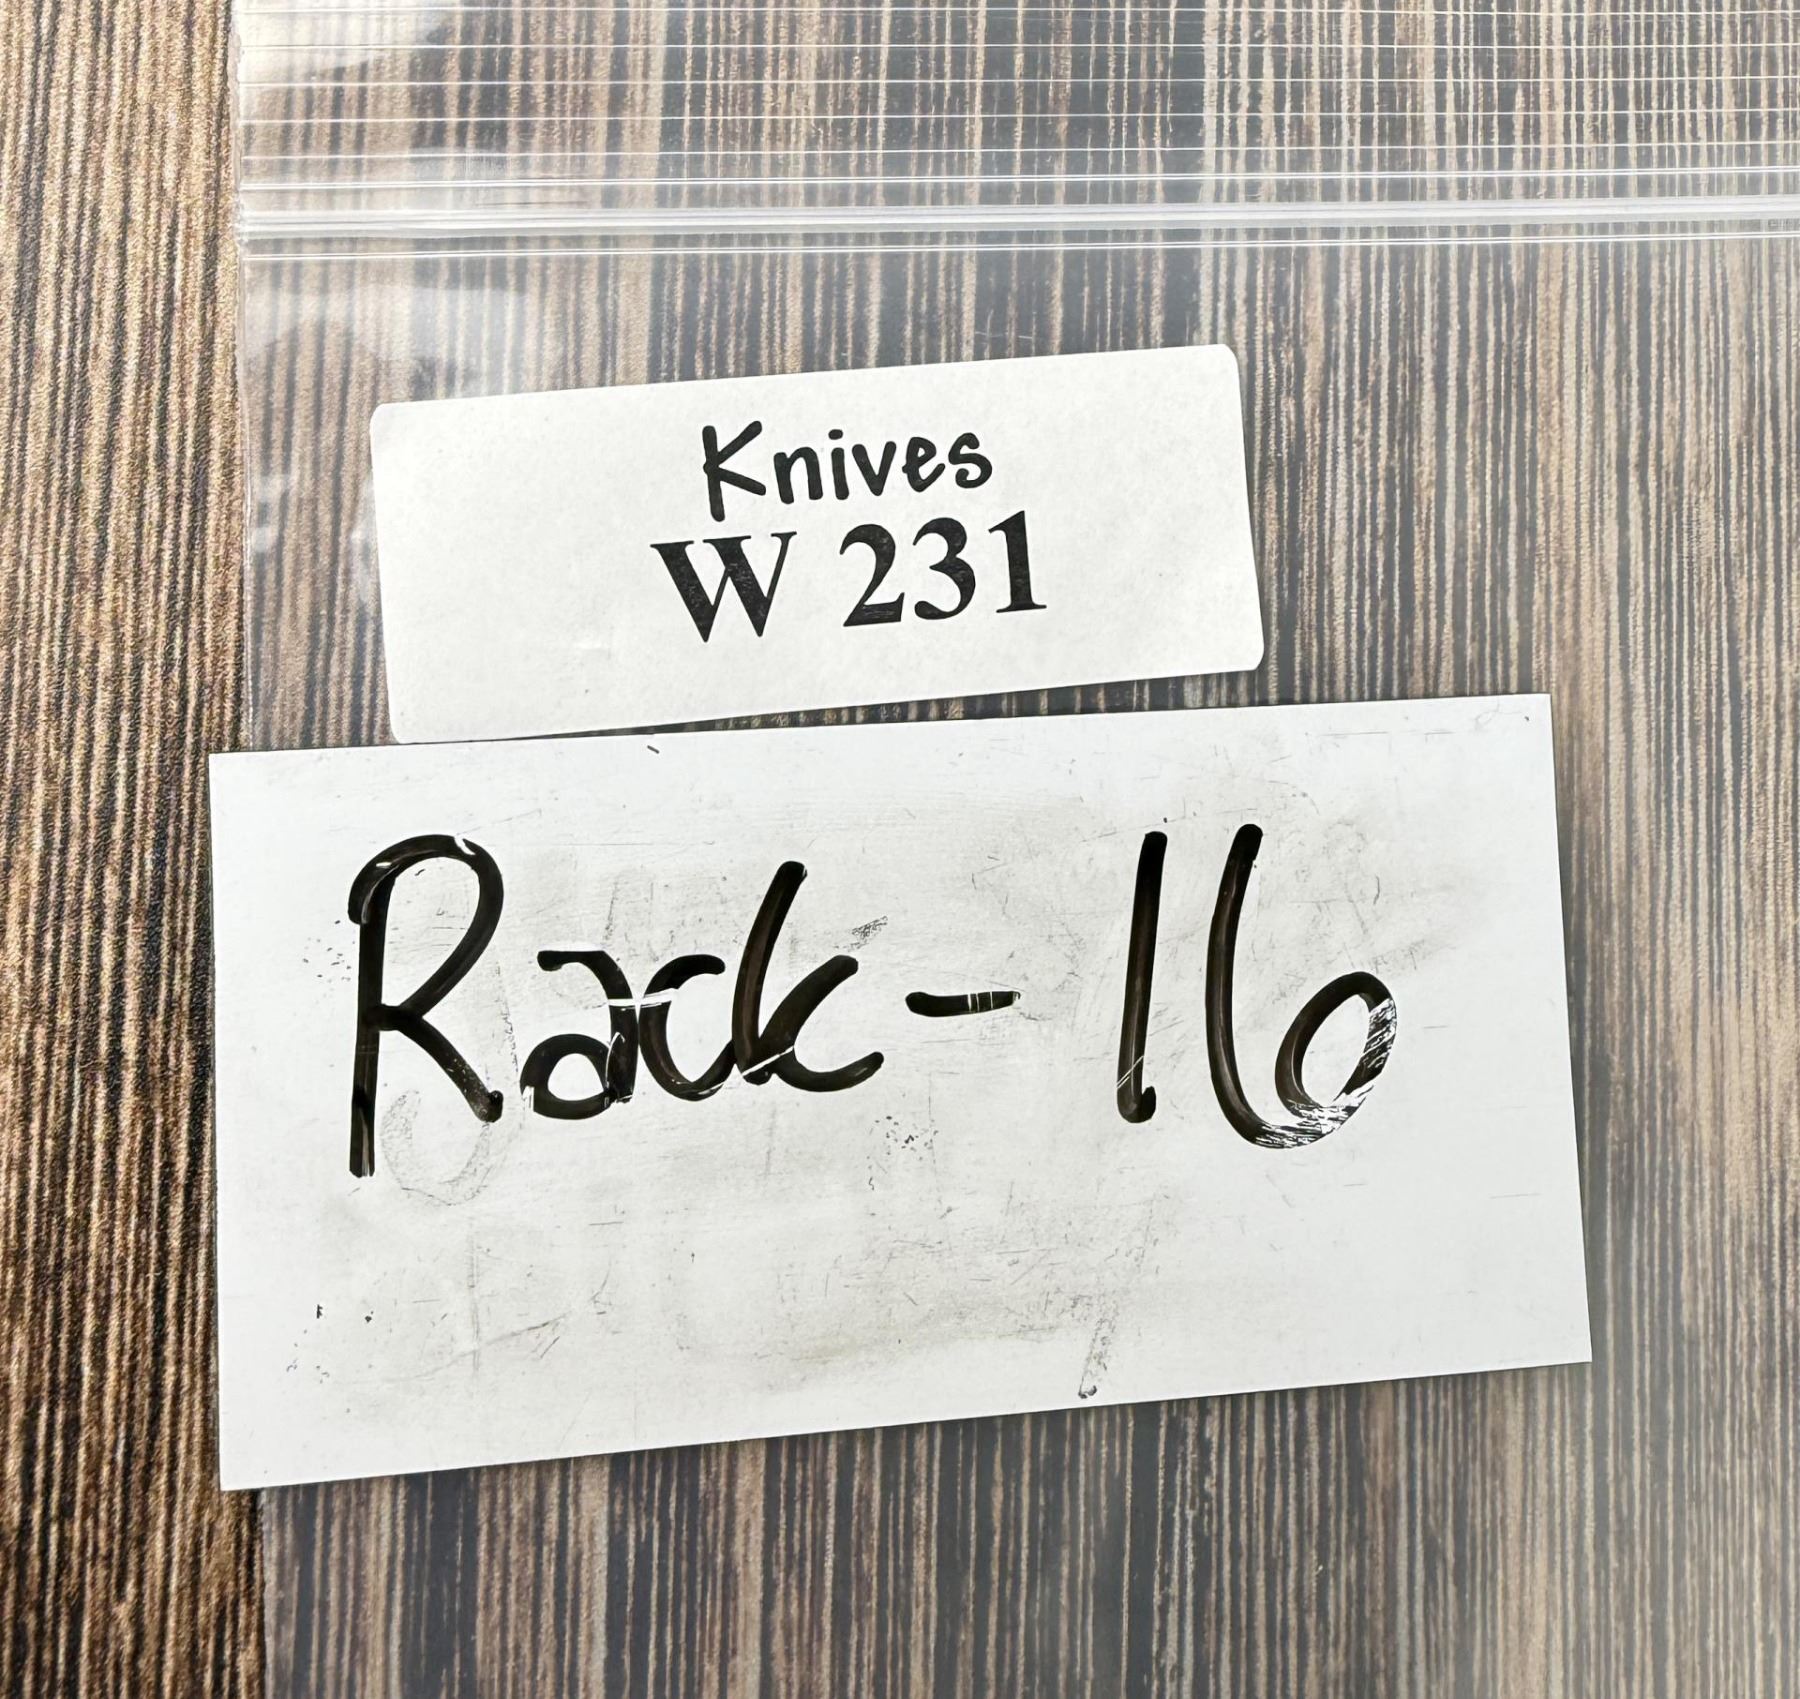 Knives
W 231
Rack - 16